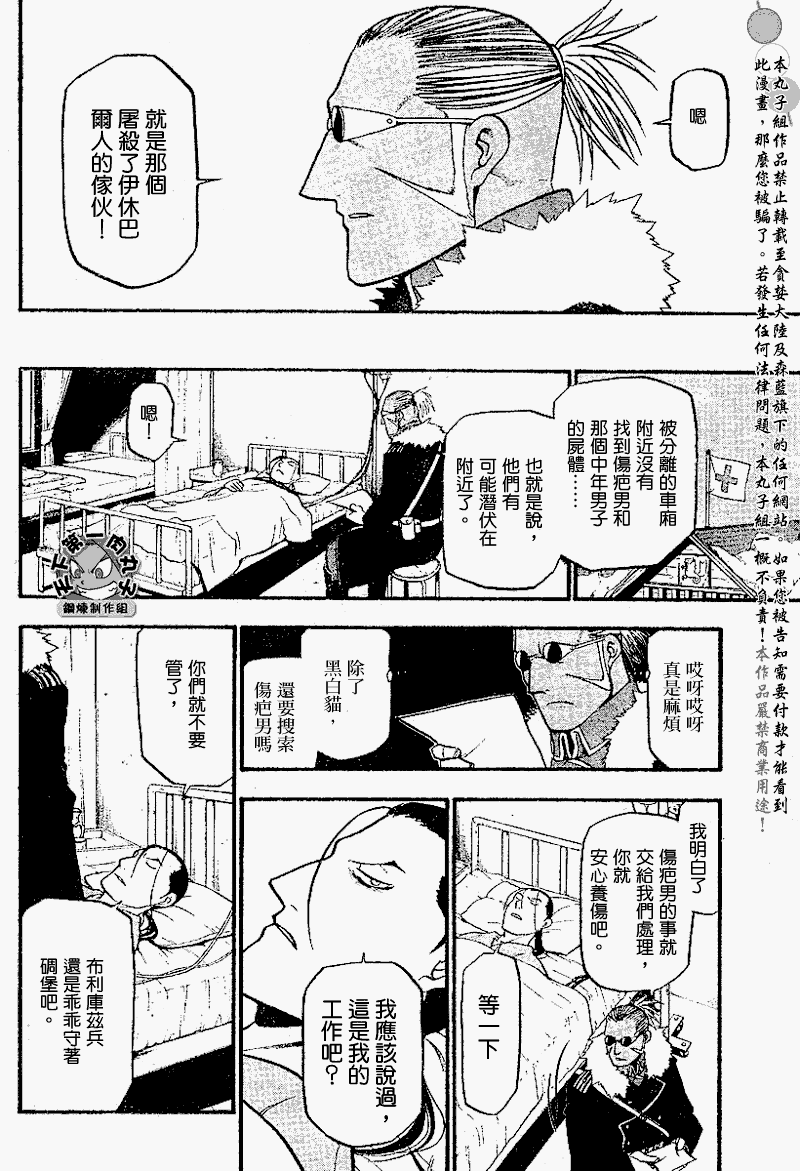 嗯
就是那個
屠殺了伊休巴
爾人的傢伙！
被分離的車廂
附近沒有
找到傷疤男和
那個中年男子
的屍體……
也就是說，
他們有
可能潛伏在
附近了。
嗯！
哎呀哎呀
真是麻煩
除了
黑白貓，
還要搜索
傷疤男嗎
你們就不要
管了，
布利庫茲兵
還是乖乖守著
碉堡吧。
我明白了
傷疤男的事就
交給我們處理，
你就
安心養傷吧。
等一下
我應該說過，
這是我的
工作吧？
本丸子組作品禁止轉載至貪婪大陸及森藍旗下的任何網站。如果您被告知需要付款才能看到
此漫畫，那麼您被騙了。若發生任何法律問題，本丸子組一概不負責！本作品嚴禁商業用途！
天下第一肉丸子
鋼煉制作組